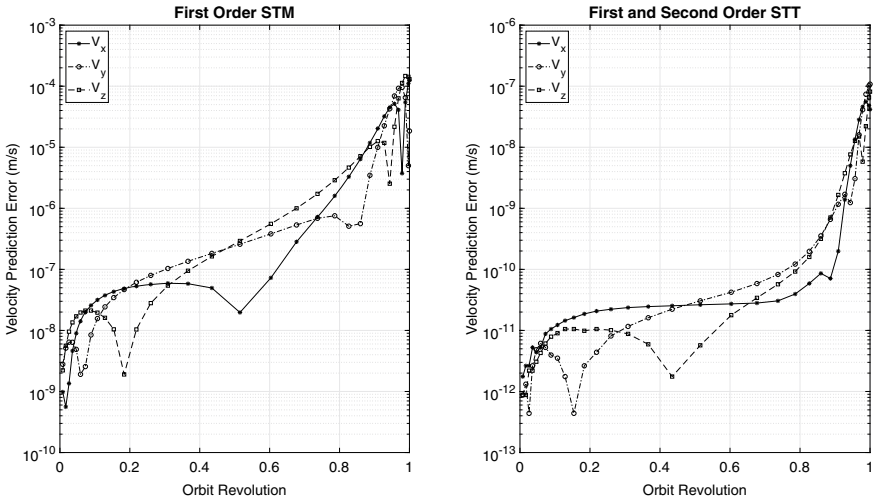 First Order STM
10^-3
10^-4
10^-5
10^-6
10^-7
10^-8
10^-9
10^-10
Velocity Prediction Error (m/s)
V_x
V_y
V_z
0 0.2 0.4 0.6 0.8 1
Orbit Revolution
First and Second Order STT
10^-6
10^-7
10^-8
10^-9
10^-10
10^-11
10^-12
10^-13
Velocity Prediction Error (m/s)
V_x
V_y
V_z
0 0.2 0.4 0.6 0.8 1
Orbit Revolution